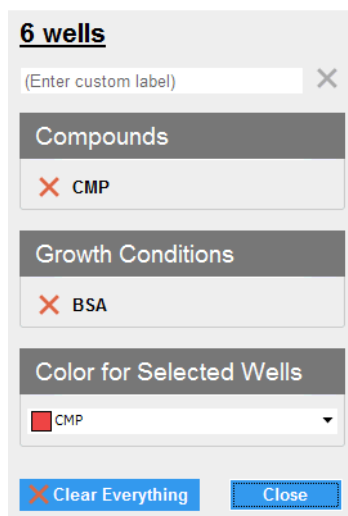 6 wells
(Enter custom label)
Compounds
CMP
Growth Conditions
BSA
Color for Selected Wells
CMP
Clear Everything Close